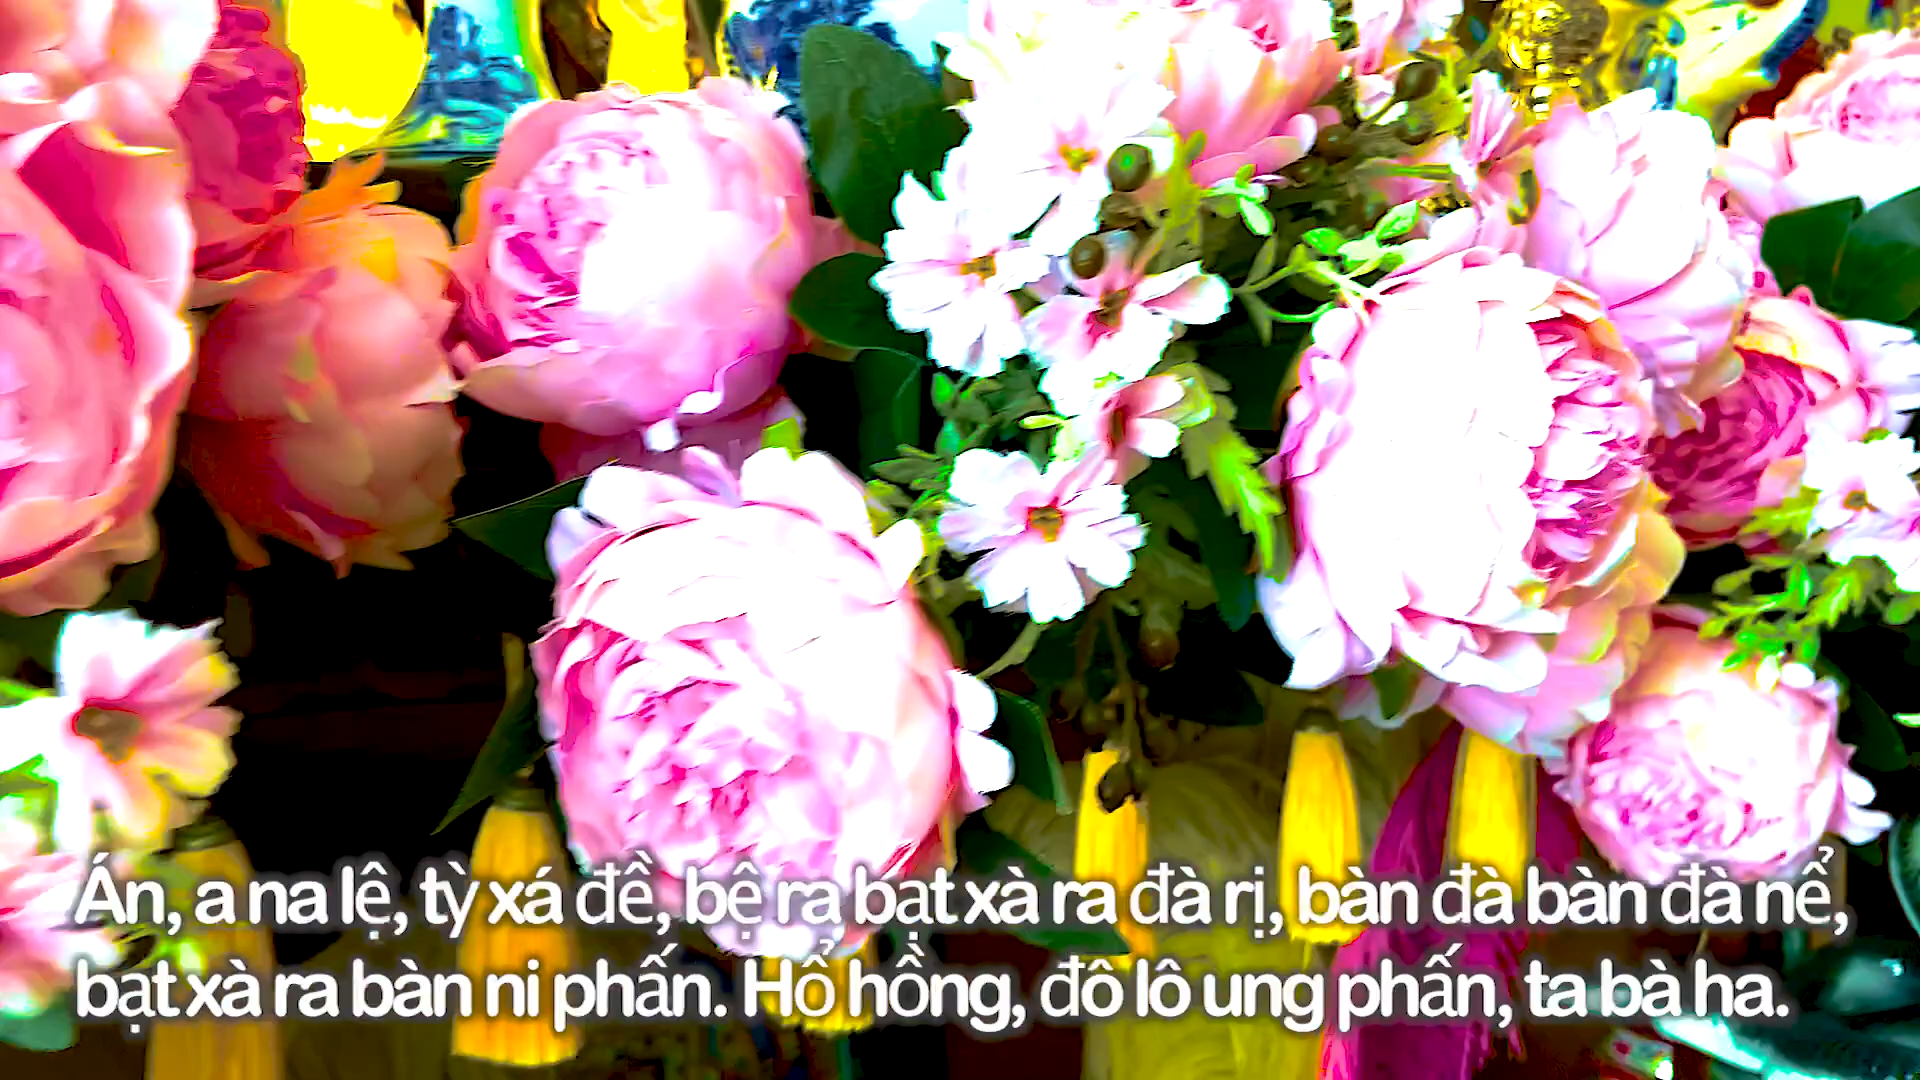 Án, a na lệ, tỳ xá đề, bệ rạ bạt xà ra đà rị, bàn đà bàn đà nể,
bạt xà ra bàn ni phấn. Hổ hồng, đô lô ung phấn, ta bà ha.